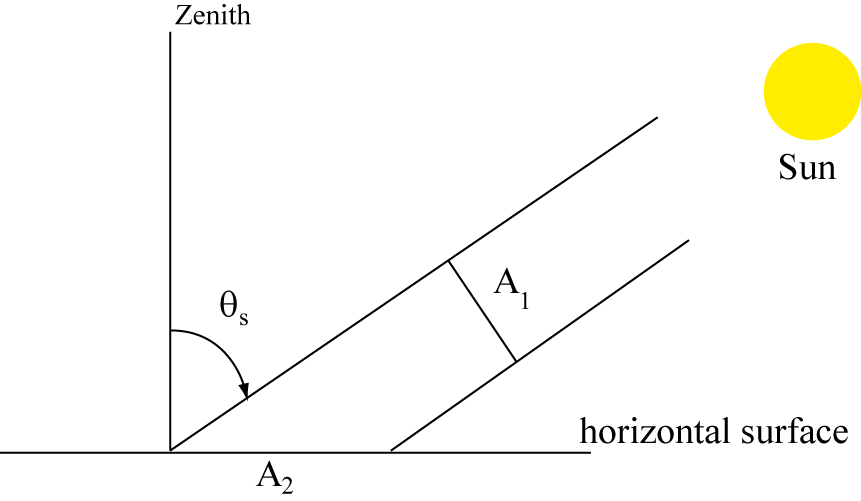 Zenith
Sun
A₁
θₛ
horizontal surface
A₂